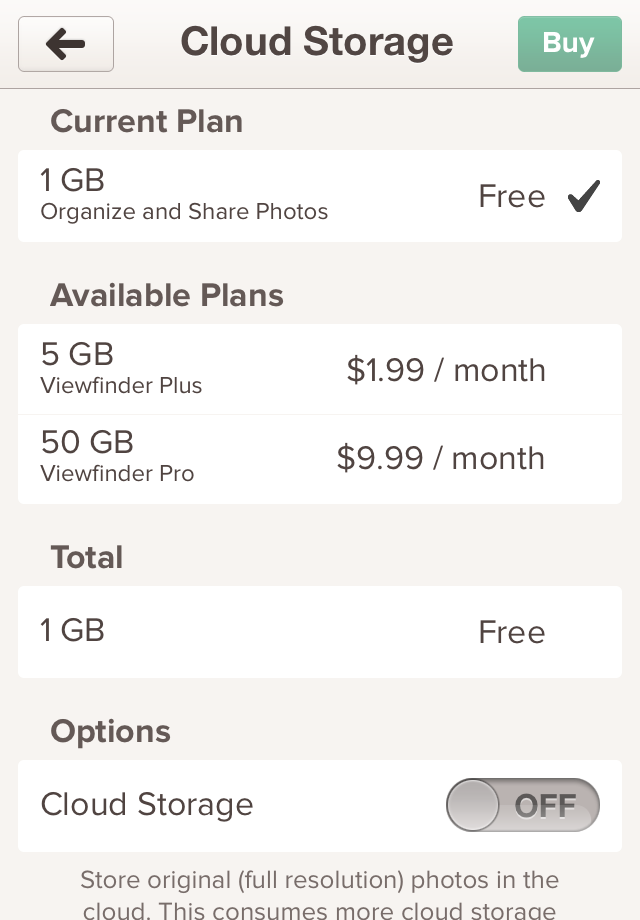 Cloud Storage
Buy
Current Plan
1 GB
Organize and Share Photos
Free
Available Plans
5 GB
Viewfinder Plus
$1.99 / month
50 GB
Viewfinder Pro
$9.99 / month
Total
1 GB
Free
Options
Cloud Storage
OFF
Store original (full resolution) photos in the
cloud. This consumes more cloud storage